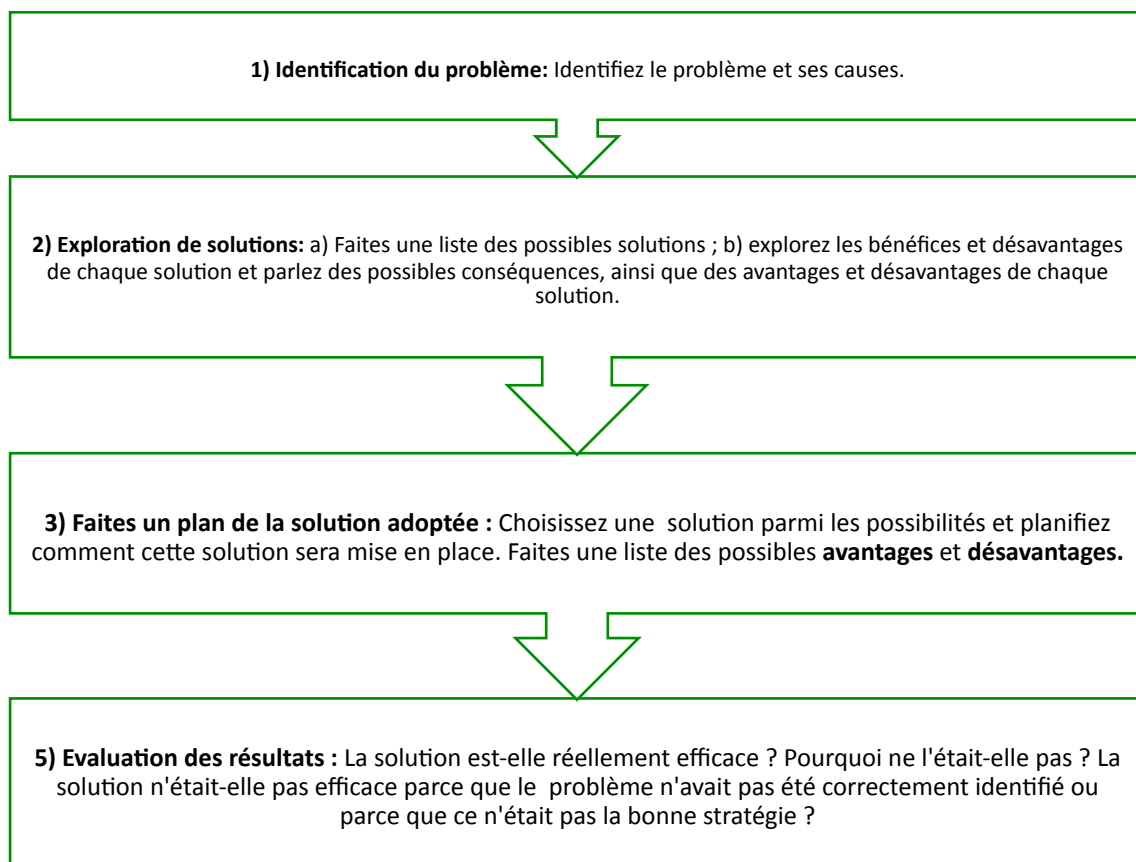 1) Identification du problème: Identifiez le problème et ses causes.
2) Exploration de solutions: a) Faites une liste des possibles solutions ; b) explorez les bénéfices et désavantages
de chaque solution et parlez des possibles conséquences, ainsi que des avantages et désavantages de chaque
solution.
3) Faites un plan de la solution adoptée : Choisissez une  solution parmi les possibilités et planifiez
comment cette solution sera mise en place. Faites une liste des possibles avantages et désavantages.
5) Evaluation des résultats : La solution est-elle réellement efficace ? Pourquoi ne l'était-elle pas ? La
solution n'était-elle pas efficace parce que le  problème n'avait pas été correctement identifié ou
parce que ce n'était pas la bonne stratégie ?